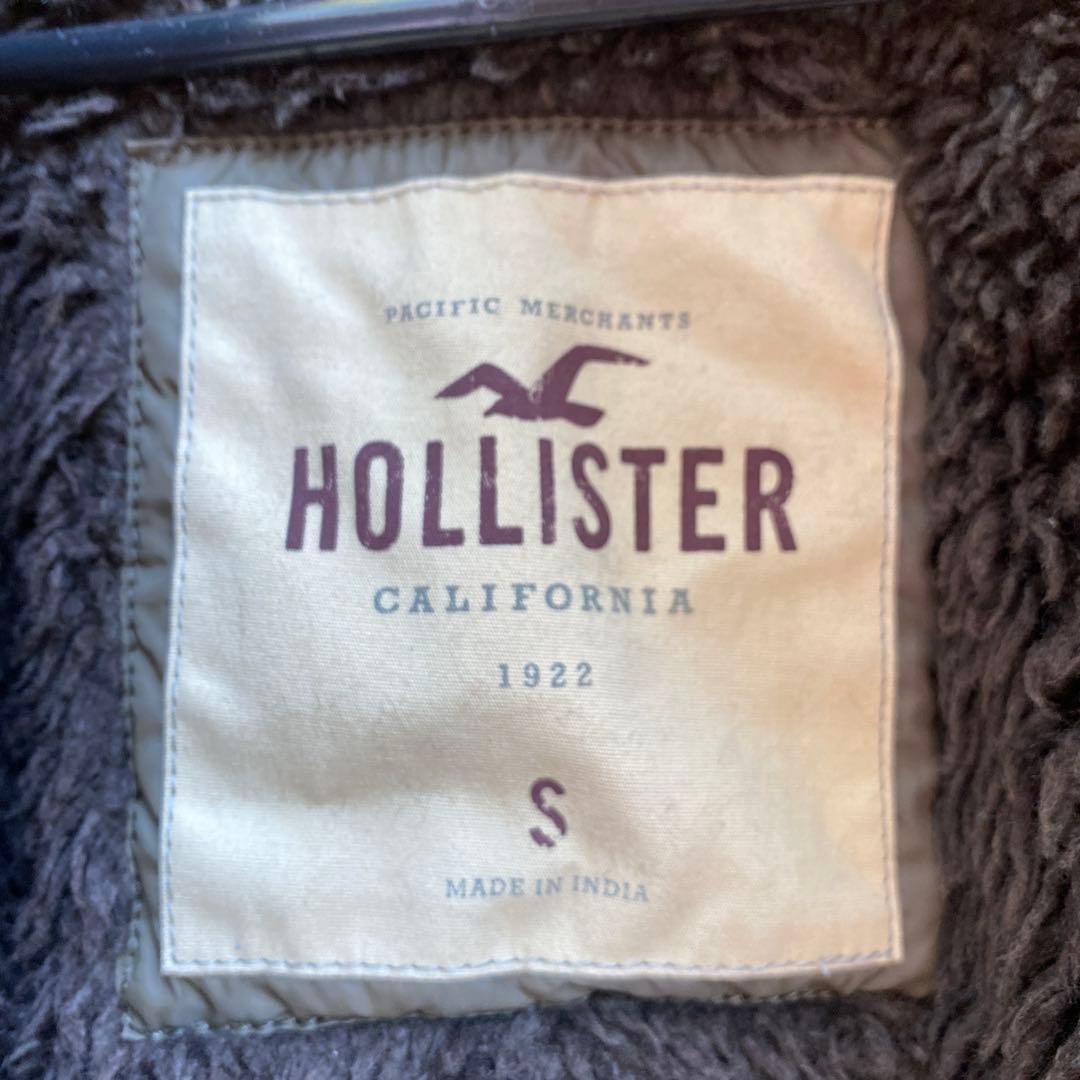 PACIFIC MERCHANTS
HOLLISTER
CALIFORNIA
1922
S
MADE IN INDIA